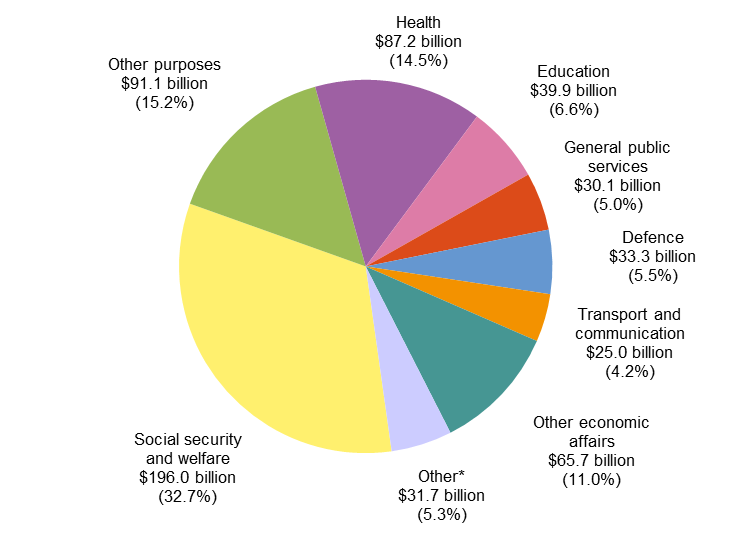 Health
$87.2 billion
(14.5%)
Other purposes
$91.1 billion
(15.2%)
Education
$39.9 billion
(6.6%)
General public
services
$30.1 billion
(5.0%)
Defence
$33.3 billion
(5.5%)
Transport and
communication
$25.0 billion
(4.2%)
Other economic
affairs
$65.7 billion
(11.0%)
Social security
and welfare
$196.0 billion
(32.7%)
Other*
$31.7 billion
(5.3%)